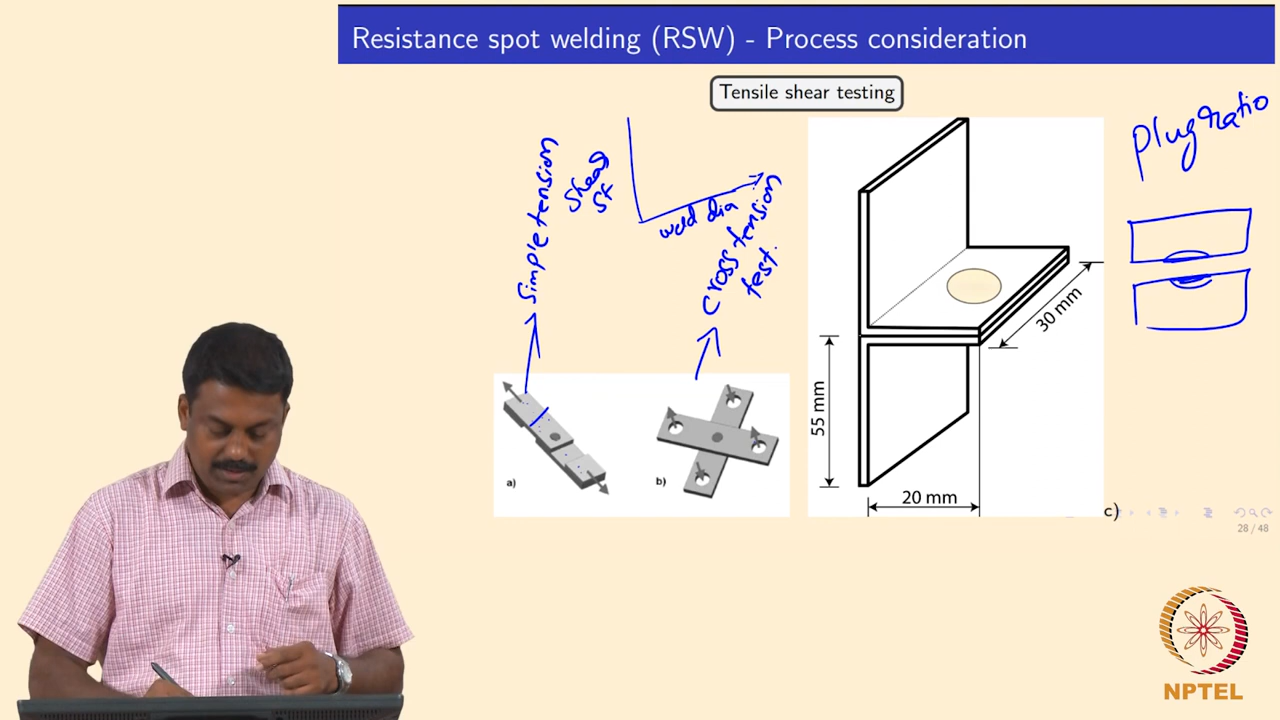 Resistance spot welding (RSW) - Process consideration
Tensile shear testing
Plug ratio
Simple tension
Shear
St
weld dia
Cross tension
test.
30 mm
55 mm
20 mm
a)
b)
c)
28 / 48
NPTEL